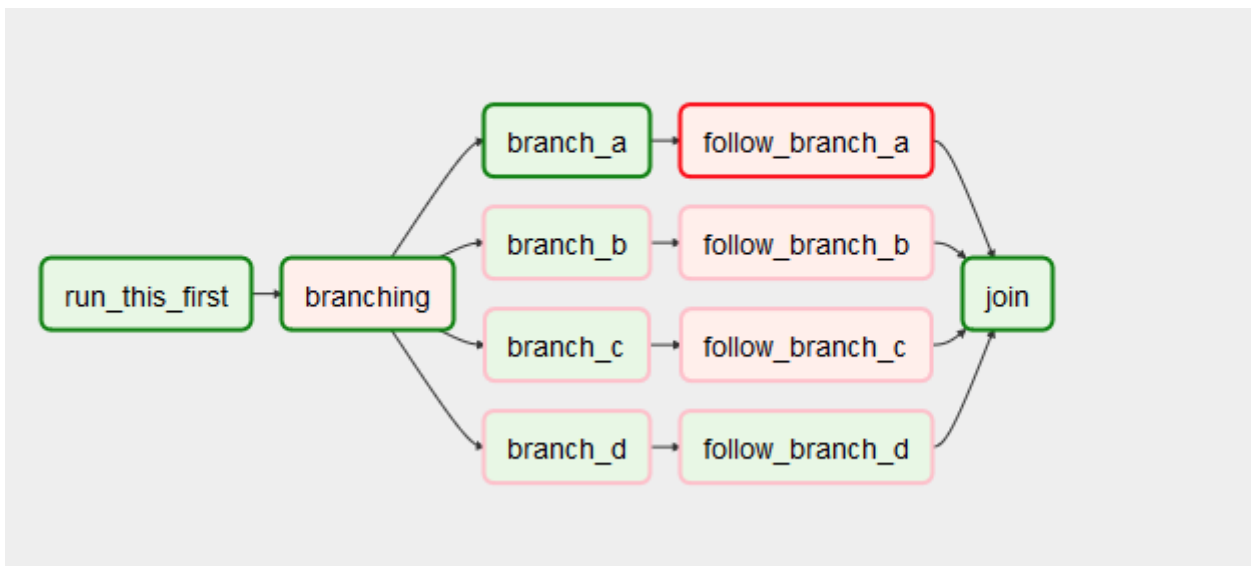 branch_a
follow_branch_a
branch_b
follow_branch_b
run_this_first
branching
join
branch_c
follow_branch_c
branch_d
follow_branch_d